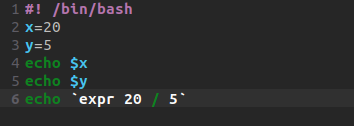 1 #! /bin/bash
2 x=20
3 y=5
4 echo $x
5 echo $y
6 echo `expr 20 / 5`